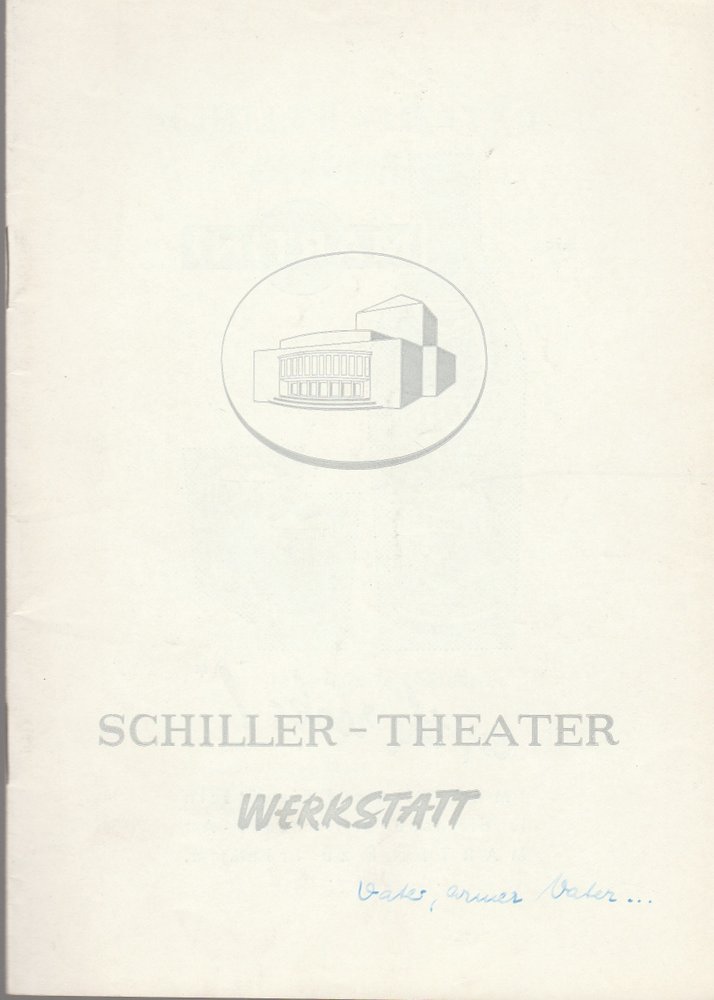 SCHILLER - THEATER
WERKSTATT
Vater, armer Vater...